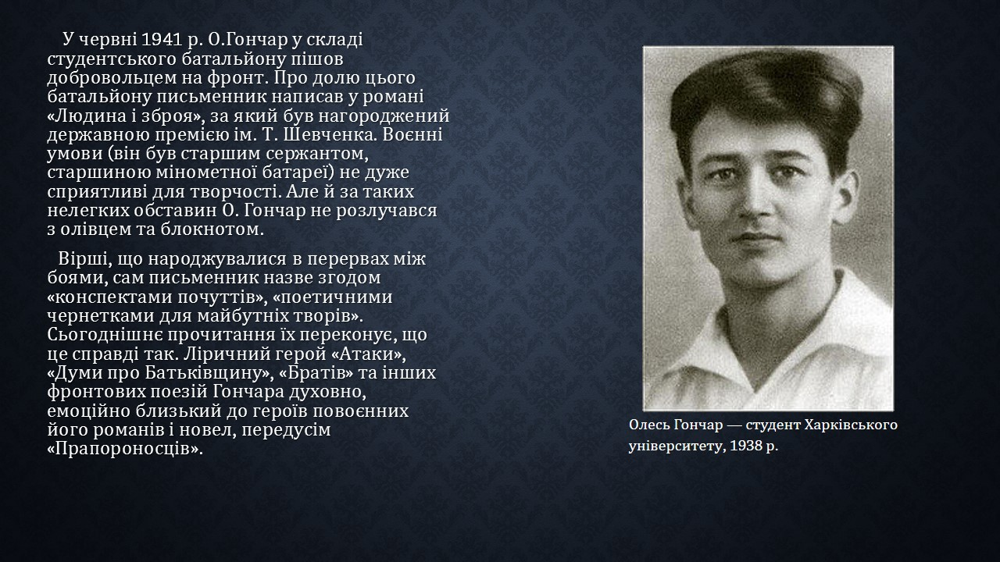 У червні 1941 р. О.Гончар у складі
студентського батальйону пішов
добровольцем на фронт. Про долю цього
батальйону письменник написав у романі
«Людина і зброя», за який був нагороджений
державною премією ім. Т. Шевченка. Воєнні
умови (він був старшим сержантом,
старшиною мінометної батареї) не дуже
сприятливі для творчості. Але й за таких
нелегких обставин О. Гончар не розлучався
з олівцем та блокнотом.
Вірші, що народжувалися в перервах між
боями, сам письменник назве згодом
«конспектами почуттів», «поетичними
чернетками для майбутніх творів».
Сьогоднішнє прочитання їх переконує, що
це справді так. Ліричний герой «Атаки»,
«Думи про Батьківщину», «Братів» та інших
фронтових поезій Гончара духовно,
емоційно близький до героїв повоєнних
його романів і новел, передусім
«Прапороносців».
Олесь Гончар — студент Харківського
університету, 1938 р.